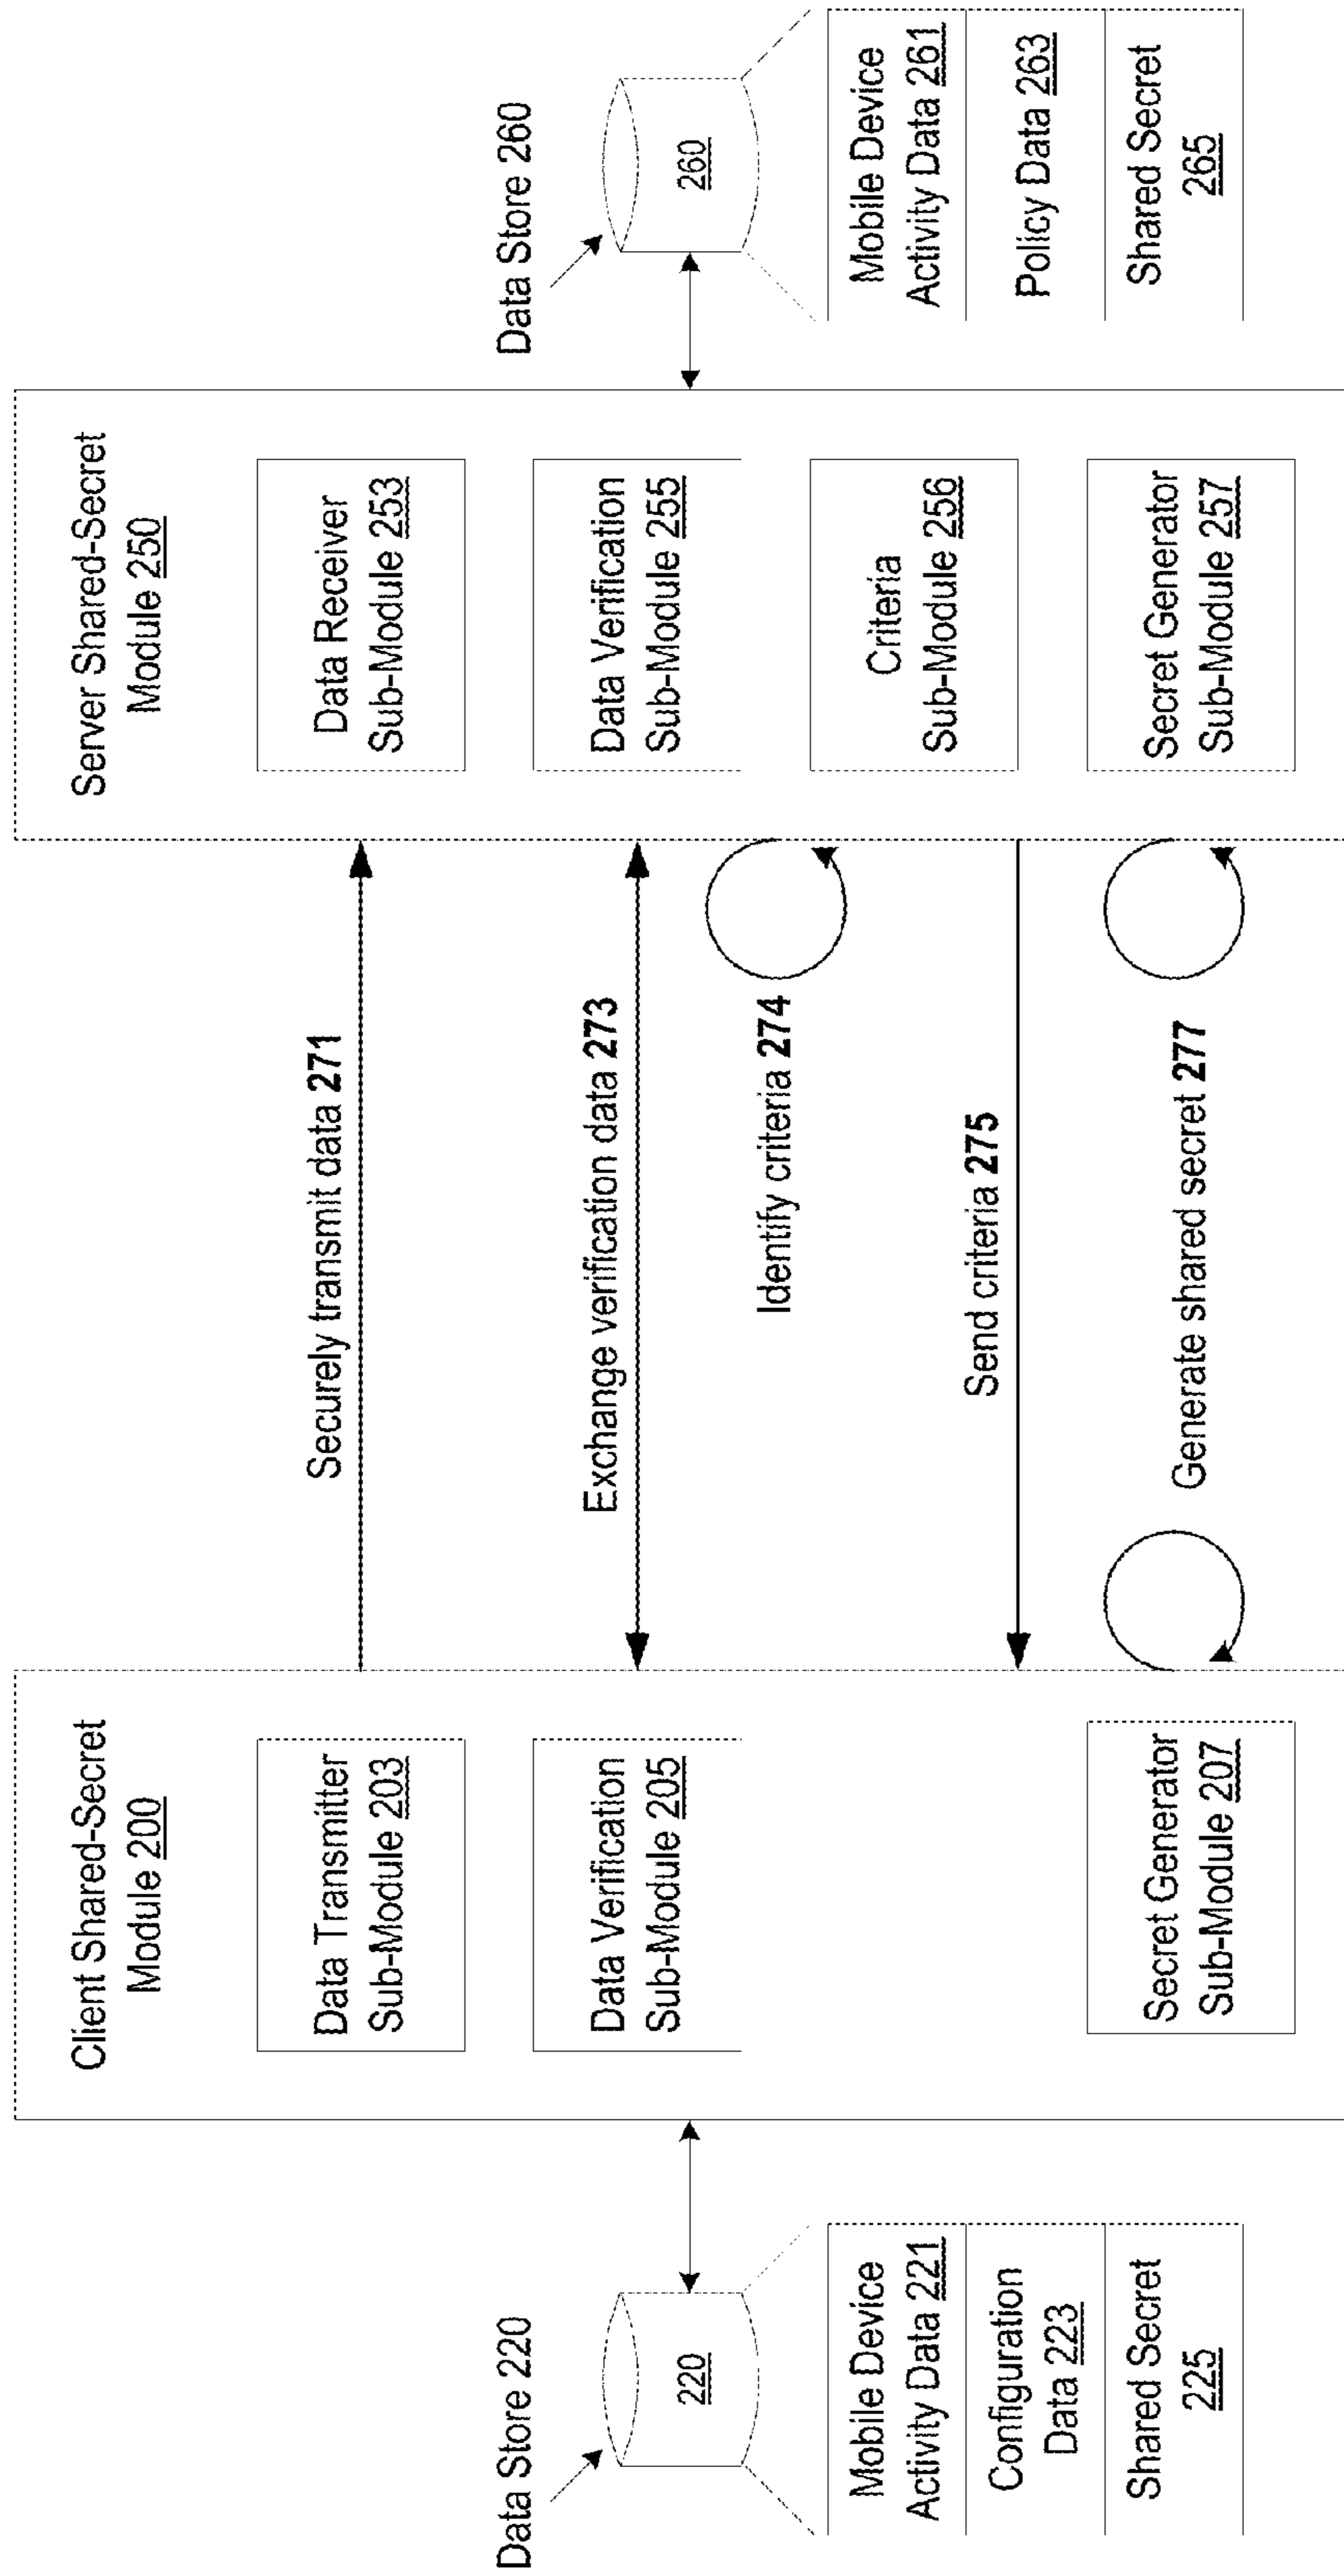 Client Shared-Secret
Module 200
Data Transmitter
Sub-Module 203
Data Verification
Sub-Module 205
Secret Generator
Sub-Module 207
Data Store 220
220
Mobile Device
Activity Data 221
Configuration
Data 223
Shared Secret
225
Securely transmit data 271
Exchange verification data 273
Identify criteria 274
Send criteria 275
Generate shared secret 277
Server Shared-Secret
Module 250
Data Receiver
Sub-Module 253
Data Verification
Sub-Module 255
Criteria
Sub-Module 256
Secret Generator
Sub-Module 257
Data Store 260
260
Mobile Device
Activity Data 261
Policy Data 263
Shared Secret
265